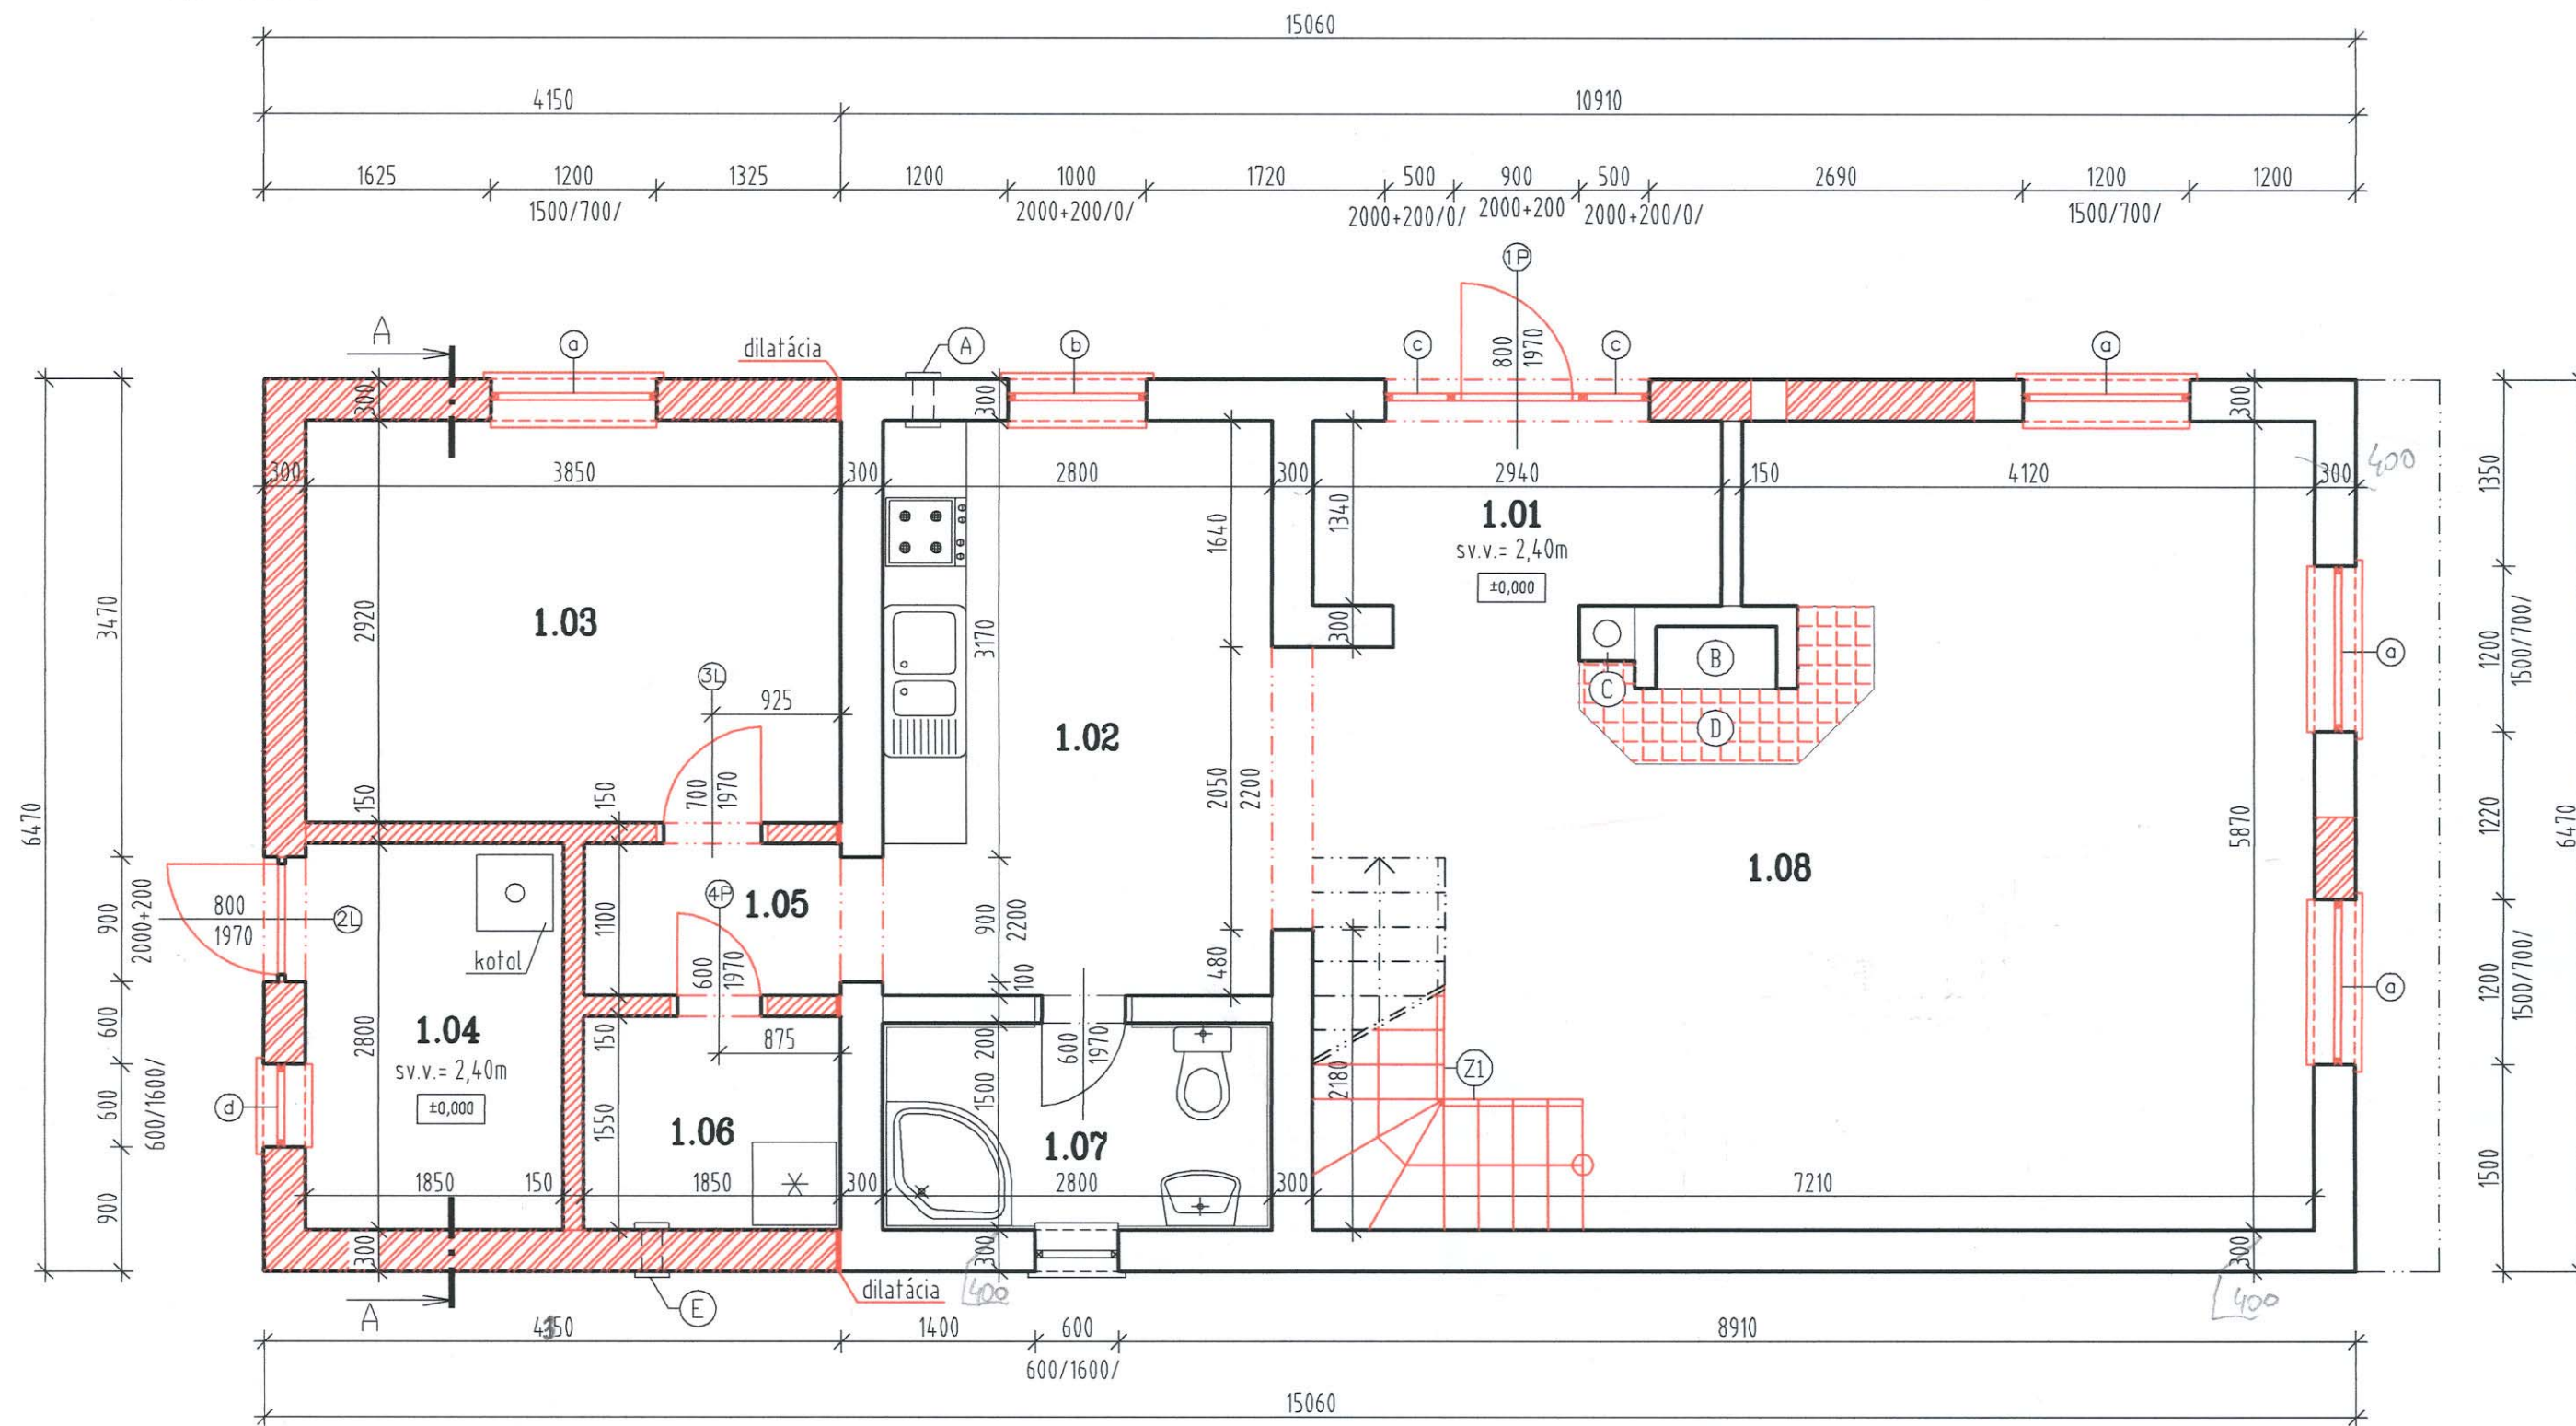 15060
4150 10910
1625 1200 1325 1200 1000 1720 500 900 500 2690 1200 1200
1500/700/ 2000+200/0/ 2000+200/0/ 2000+200 2000+200/0/ 1500/700/
1P
A a dilatácia A b c 800 1970 c a
300 300 300
300 3850 300 2800 300 2940 150 4120 300 400
1.01
sv.v.= 2,40m
±0,000
1640 1340 1350
3470 2920 1.03 3170 300
3L 925
B C D
1200 1500/700/ a
1.02
150 150 700 1970 2050 2200
6470 5870 1220 6470
1.08
900 2000+200 800 1970 2L
kotol
1100 4P 1.05 600 1970
900 2200 100 480
1200 1500/700/ a
600
1.04
sv.v.= 2,40m
±0,000
2800 150 875 200 600 1970
Z1
2180
d 600 600/1600/
1550 1.06 1500 1.07
900 1850 150 1850 300 2800 300 7210 1500
300 300 300
A E dilatácia 400 400
4150 1400 600 8910
600/1600/
15060